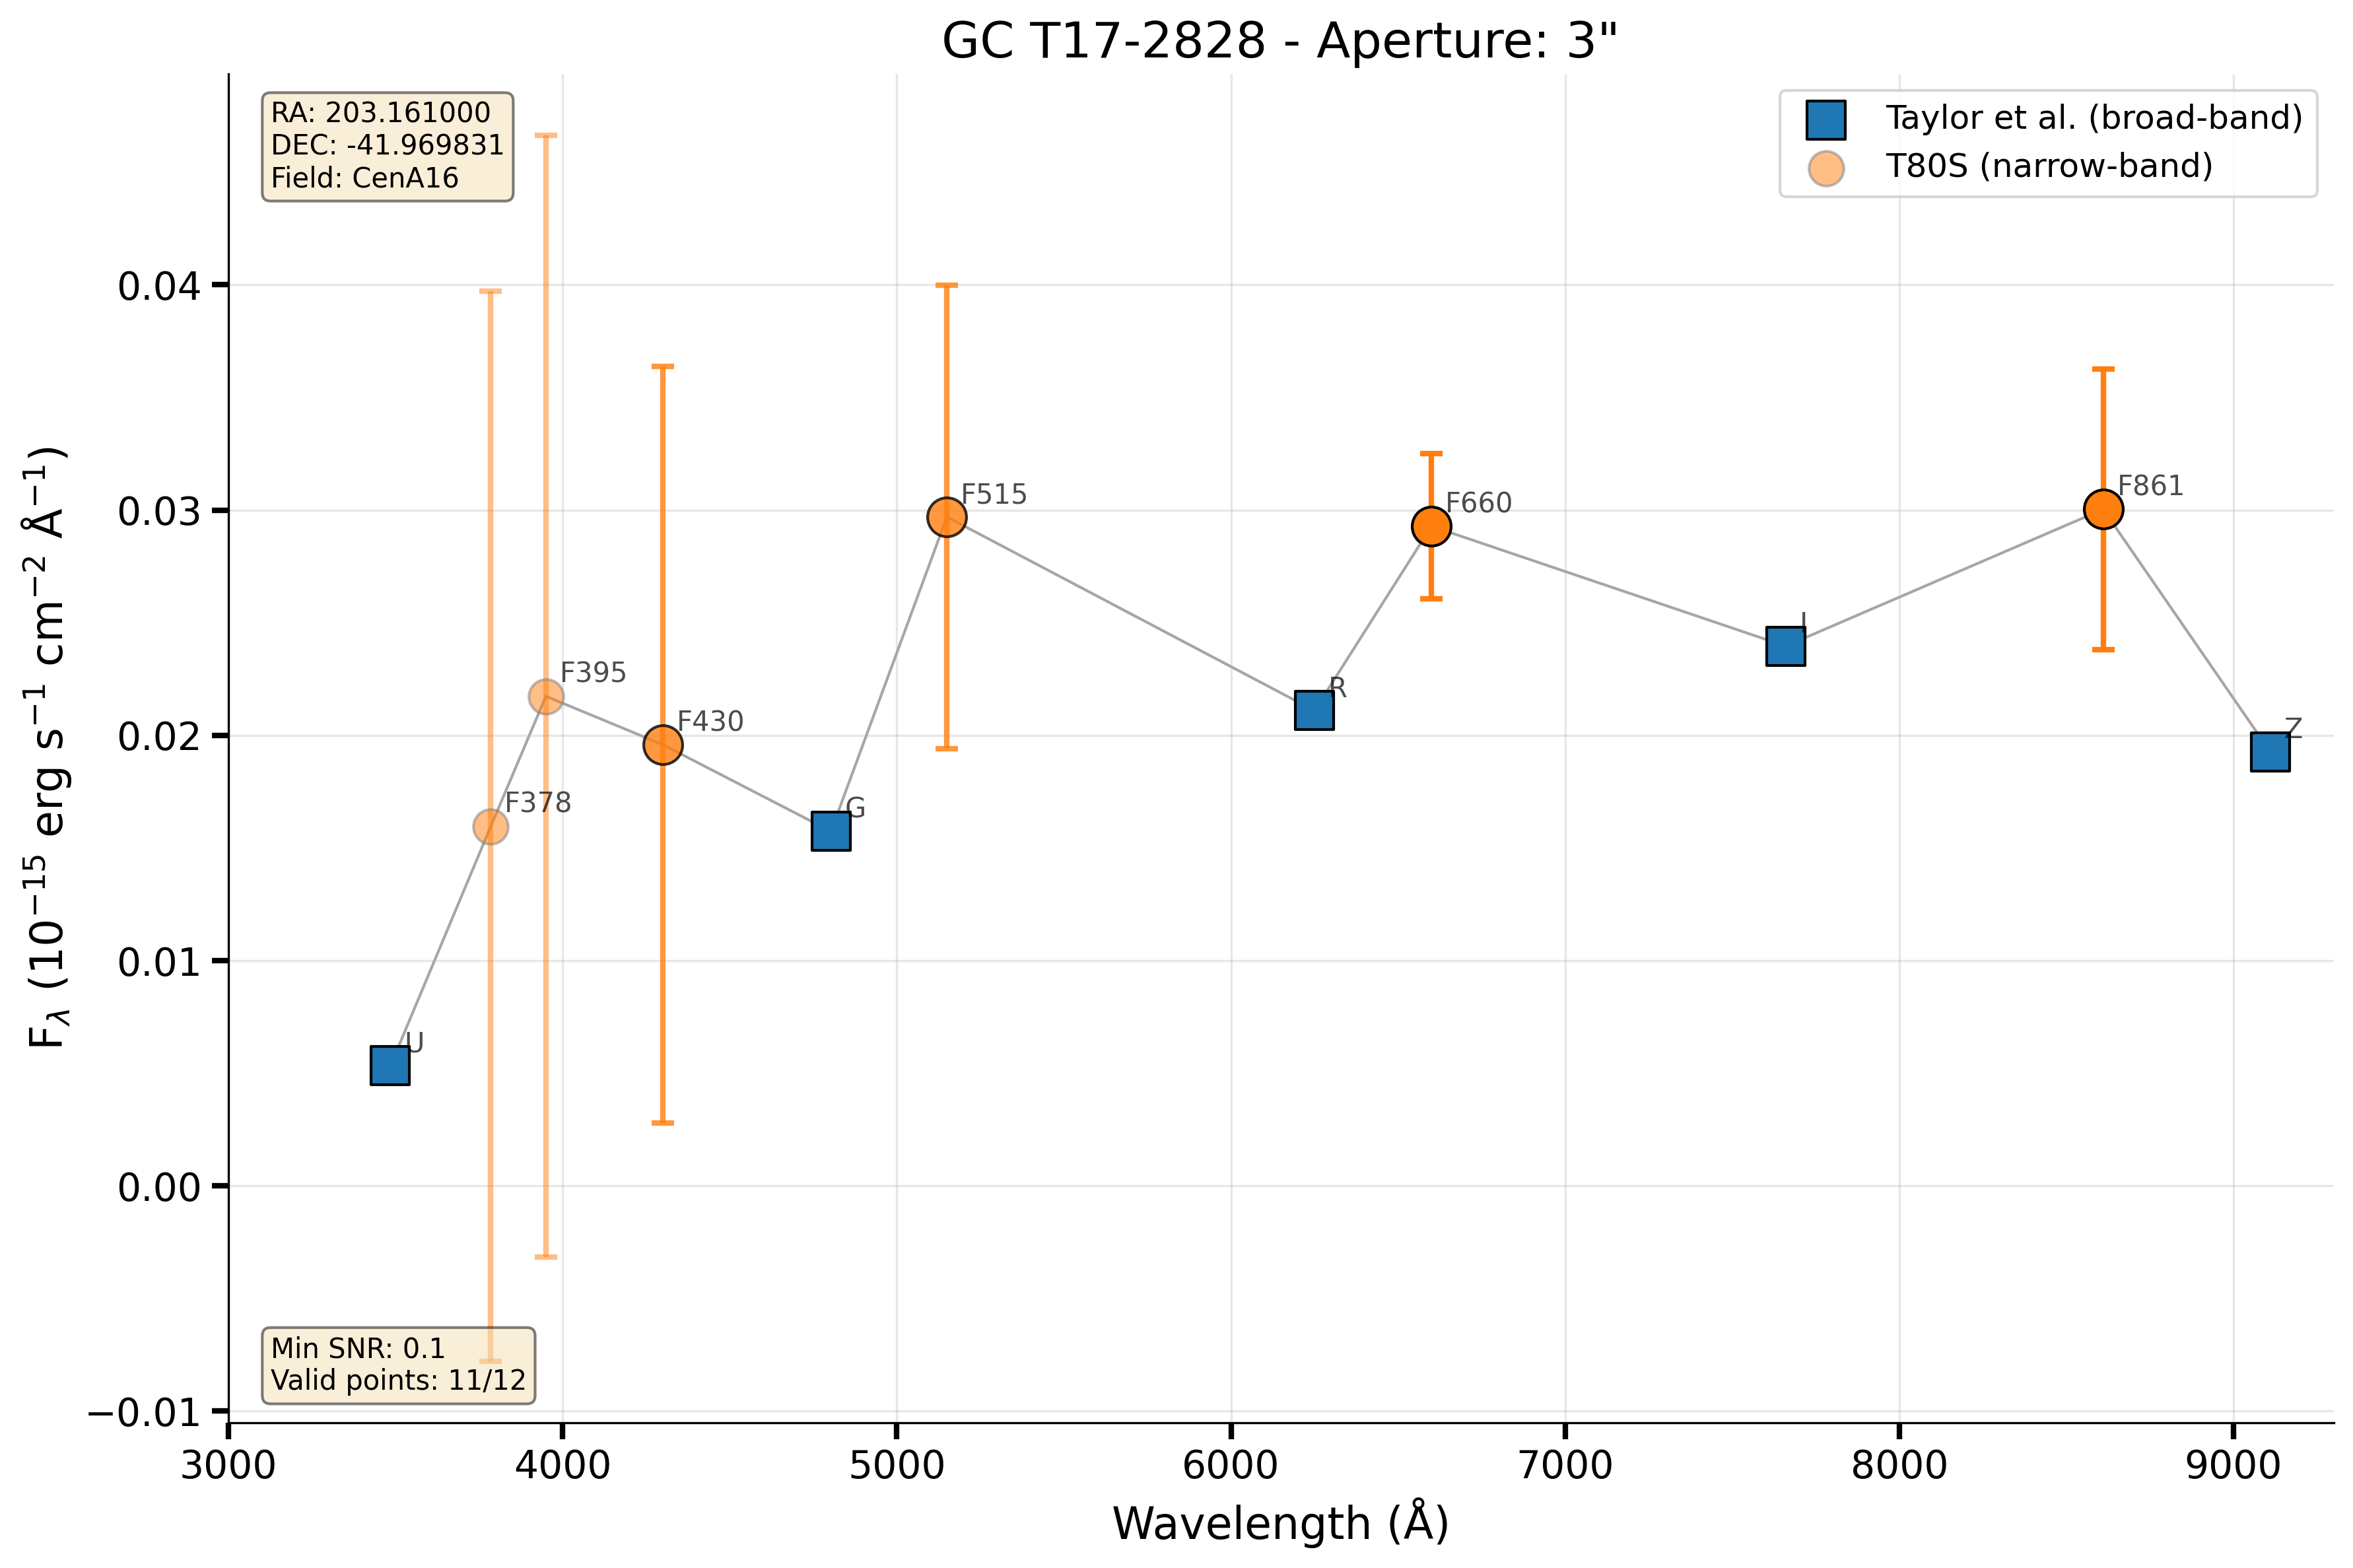 GC T17-2828 - Aperture: 3"
RA: 203.161000
DEC: -41.969831
Field: CenA16
Taylor et al. (broad-band)
T80S (narrow-band)
F_λ (10⁻¹⁵ erg s⁻¹ cm⁻² Å⁻¹)
0.04
0.03
0.02
0.01
0.00
−0.01
U
F378
F395
F430
G
F515
R
F660
I
F861
Z
Min SNR: 0.1
Valid points: 11/12
3000 4000 5000 6000 7000 8000 9000
Wavelength (Å)